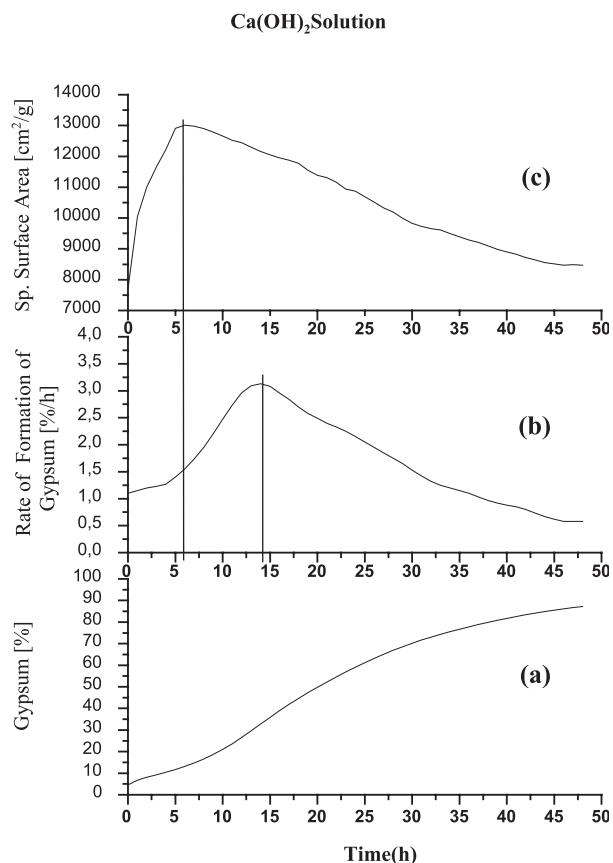 Ca(OH)₂Solution
Sp. Surface Area [cm²/g]
14000
13000
12000
11000
10000
9000
8000
7000
(c)
0 5 10 15 20 25 30 35 40 45 50
Rate of Formation of
Gypsum [%/h]
4,0
3,5
3,0
2,5
2,0
1,5
1,0
0,5
0,0
(b)
0 5 10 15 20 25 30 35 40 45 50
Gypsum [%]
100
90
80
70
60
50
40
30
20
10
0
(a)
0 5 10 15 20 25 30 35 40 45 50
Time(h)